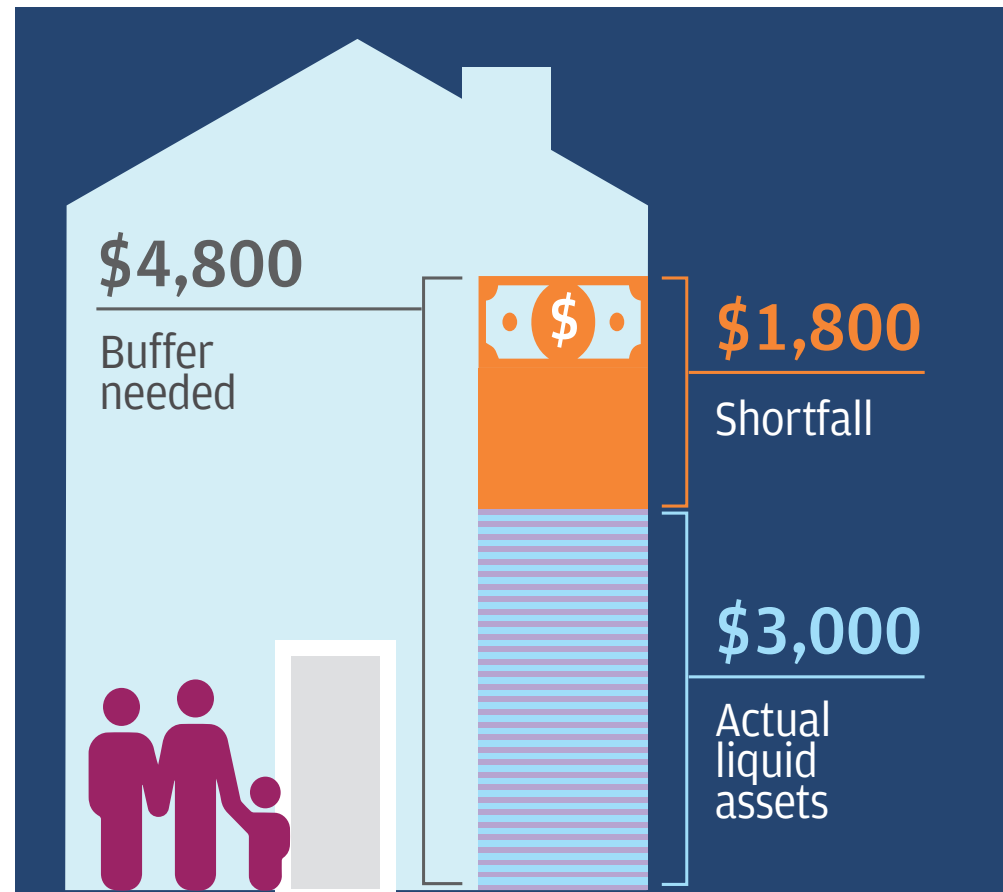 $4,800
Buffer
needed
$
$1,800
Shortfall
$3,000
Actual
liquid
assets